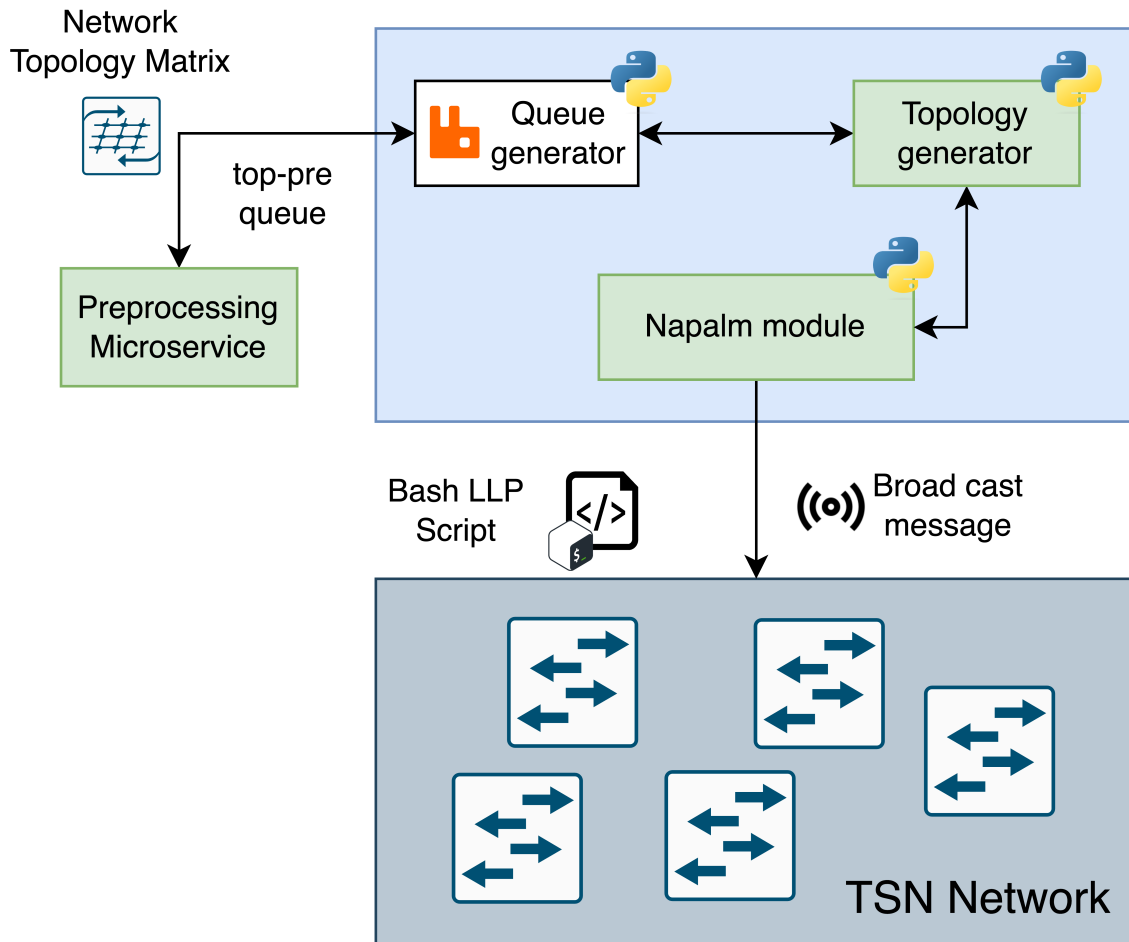 Network
Topology Matrix
Queue
generator
Topology
generator
top-pre
queue
Preprocessing
Microservice
Napalm module
Bash LLP
Script
</>
$_
Broad cast
message
TSN Network